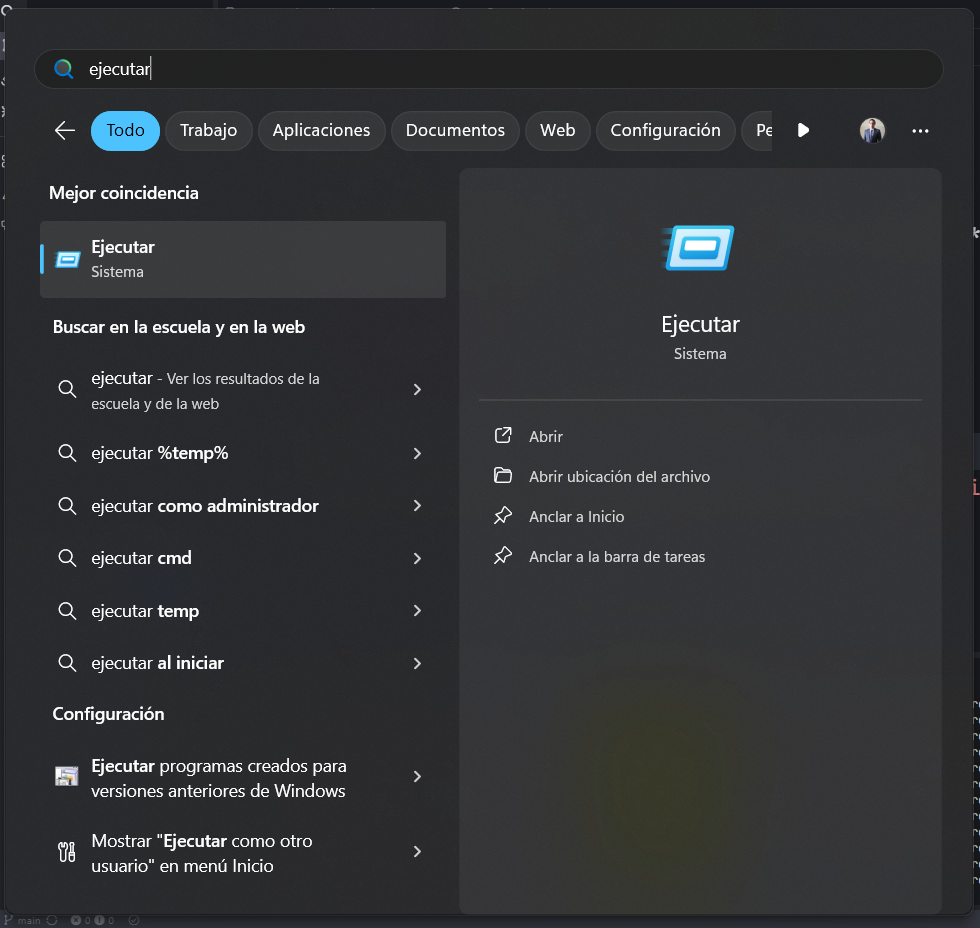 ejecutar
Todo
Trabajo
Aplicaciones
Documentos
Web
Configuración
Pe
Mejor coincidencia
Ejecutar
Sistema
Buscar en la escuela y en la web
ejecutar - Ver los resultados de la
escuela y de la web
ejecutar %temp%
ejecutar como administrador
ejecutar cmd
ejecutar temp
ejecutar al iniciar
Configuración
Ejecutar programas creados para
versiones anteriores de Windows
Mostrar "Ejecutar como otro
usuario" en menú Inicio
Ejecutar
Sistema
Abrir
Abrir ubicación del archivo
Anclar a Inicio
Anclar a la barra de tareas
main 0 0